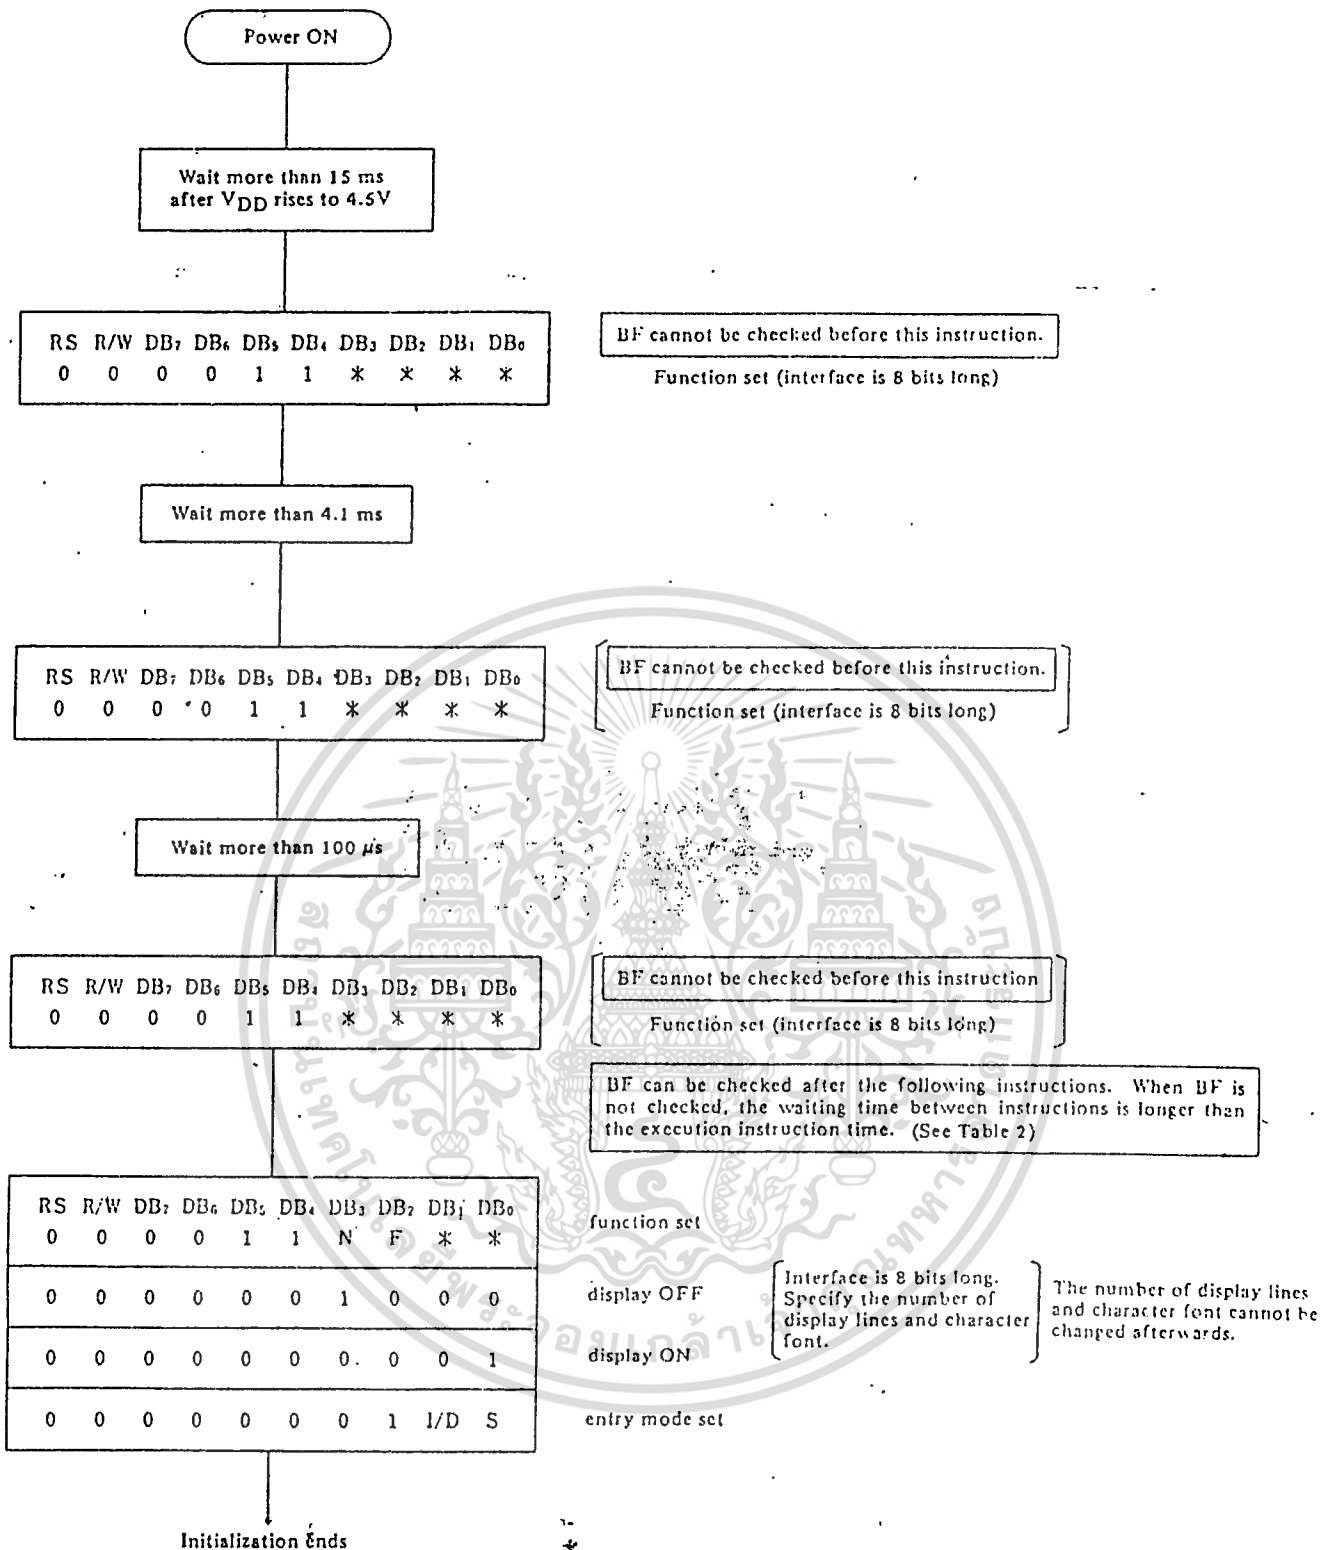 Power ON
Wait more than 15 ms
after VDD rises to 4.5V
RS R/W DB7 DB6 DB5 DB4 DB3 DB2 DB1 DB0
0 0 0 0 1 1 * * * *
BF cannot be checked before this instruction.
Function set (interface is 8 bits long)
Wait more than 4.1 ms
RS R/W DB7 DB6 DB5 DB4 DB3 DB2 DB1 DB0
0 0 0 0 1 1 * * * *
BF cannot be checked before this instruction.
Function set (interface is 8 bits long)
Wait more than 100 μs
RS R/W DB7 DB6 DB5 DB4 DB3 DB2 DB1 DB0
0 0 0 0 1 1 * * * *
BF cannot be checked before this instruction
Function set (interface is 8 bits long)
BF can be checked after the following instructions. When BF is
not checked, the waiting time between instructions is longer than
the execution instruction time. (See Table 2)
RS R/W DB7 DB6 DB5 DB4 DB3 DB2 DB1 DB0
0 0 0 0 1 1 N F * *
function set
0 0 0 0 0 0 1 0 0 0
display OFF
Interface is 8 bits long.
Specify the number of
display lines and character
font.
The number of display lines
and character font cannot be
changed afterwards.
0 0 0 0 0 0 0 0 0 1
display ON
0 0 0 0 0 0 0 1 I/D S
entry mode set
Initialization ends